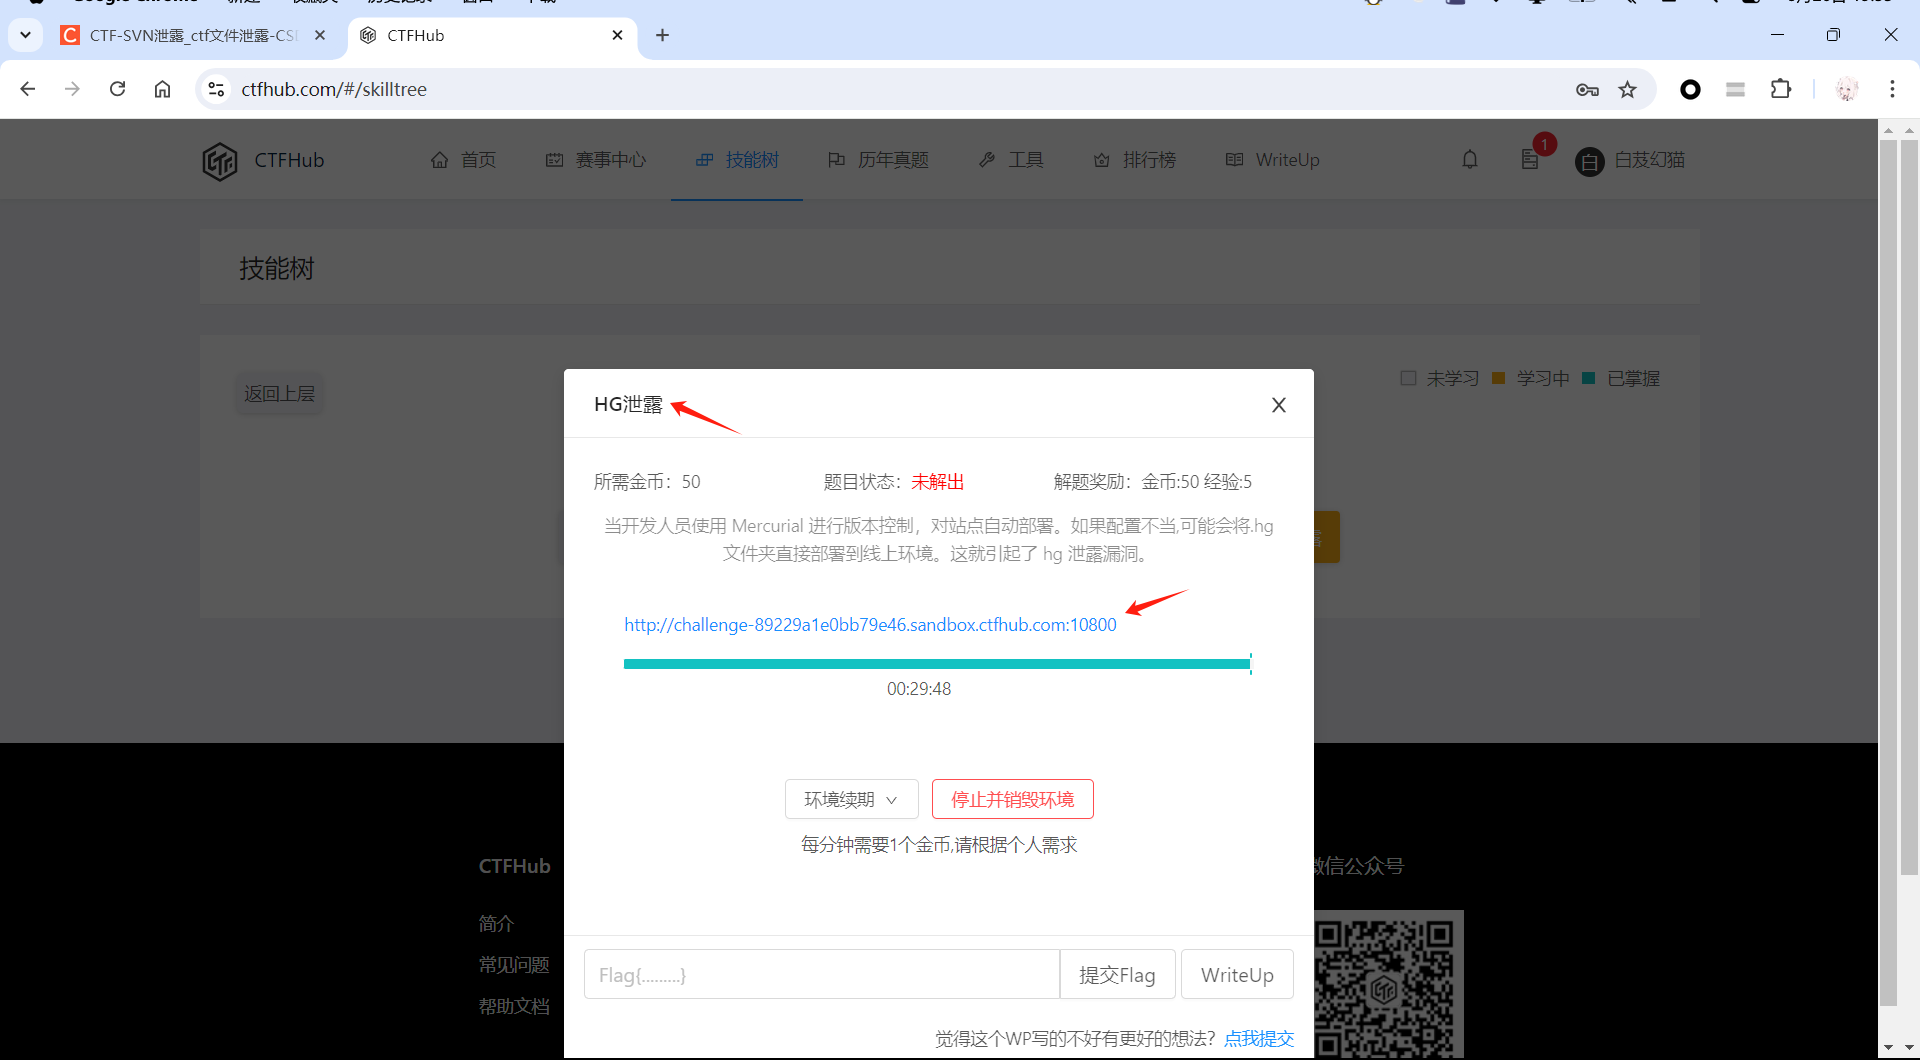 CTF-SVN泄露_ctf文件泄露-CSI
CTFHub
ctfhub.com/#/skilltree
CTFHub
首页
赛事中心
技能树
历年真题
工具
排行榜
WriteUp
1
白
白芨幻猫
技能树
返回上层
未学习
学习中
已掌握
HG泄露
所需金币：50
题目状态：未解出
解题奖励：金币:50 经验:5
当开发人员使用 Mercurial 进行版本控制，对站点自动部署。如果配置不当,可能会将.hg
文件夹直接部署到线上环境。这就引起了 hg 泄露漏洞。
http://challenge-89229a1e0bb79e46.sandbox.ctfhub.com:10800
00:29:48
环境续期
停止并销毁环境
每分钟需要1个金币,请根据个人需求
CTFHub
简介
常见问题
帮助文档
微信公众号
Flag{.........}
提交Flag
WriteUp
觉得这个WP写的不好有更好的想法？点我提交